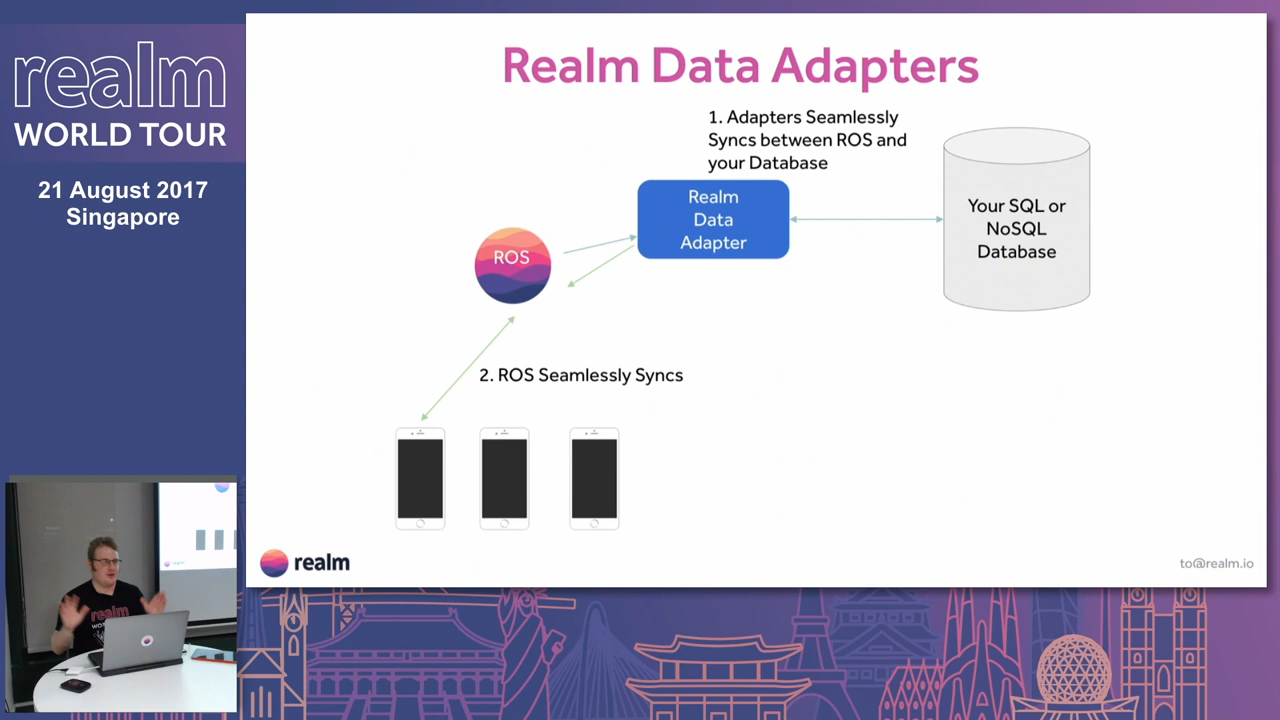 realm
WORLD TOUR
21 August 2017
Singapore
Realm Data Adapters
1. Adapters Seamlessly
Syncs between ROS and
your Database
Realm
Data
Adapter
Your SQL or
NoSQL
Database
ROS
2. ROS Seamlessly Syncs
realm
to@realm.io
realm